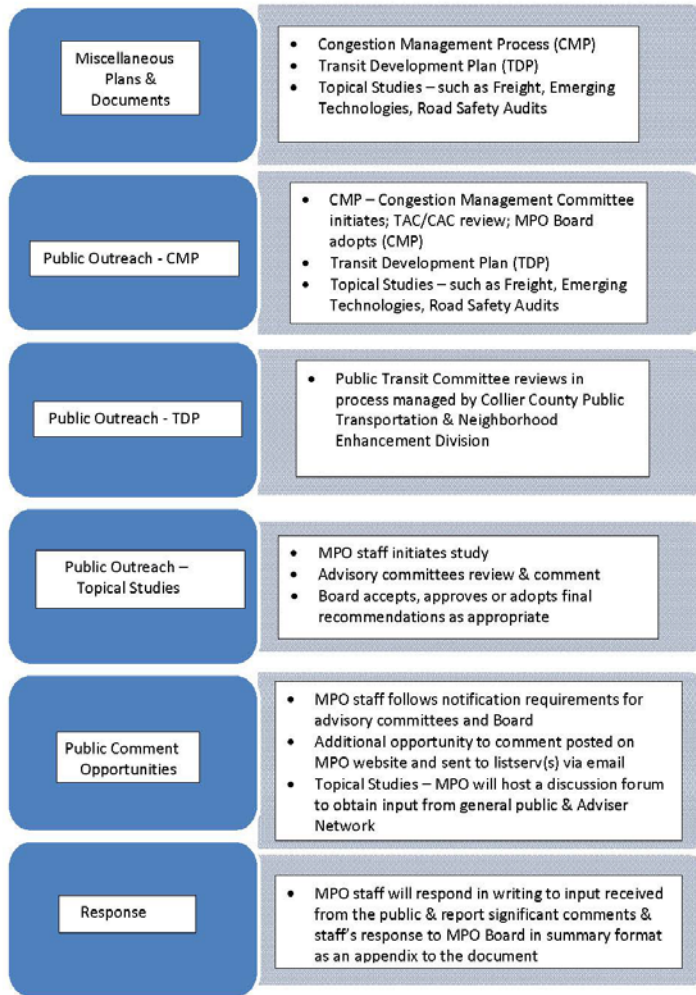 Miscellaneous
Plans &
Documents
• Congestion Management Process (CMP)
• Transit Development Plan (TDP)
• Topical Studies – such as Freight, Emerging
Technologies, Road Safety Audits
Public Outreach - CMP
• CMP – Congestion Management Committee
initiates; TAC/CAC review; MPO Board
adopts (CMP)
• Transit Development Plan (TDP)
• Topical Studies – such as Freight, Emerging
Technologies, Road Safety Audits
Public Outreach - TDP
• Public Transit Committee reviews in
process managed by Collier County Public
Transportation & Neighborhood
Enhancement Division
Public Outreach –
Topical Studies
• MPO staff initiates study
• Advisory committees review & comment
• Board accepts, approves or adopts final
recommendations as appropriate
Public Comment
Opportunities
• MPO staff follows notification requirements for
advisory committees and Board
• Additional opportunity to comment posted on
MPO website and sent to listserv(s) via email
• Topical Studies – MPO will host a discussion forum
to obtain input from general public & Adviser
Network
Response
• MPO staff will respond in writing to input received
from the public & report significant comments &
staff's response to MPO Board in summary format
as an appendix to the document